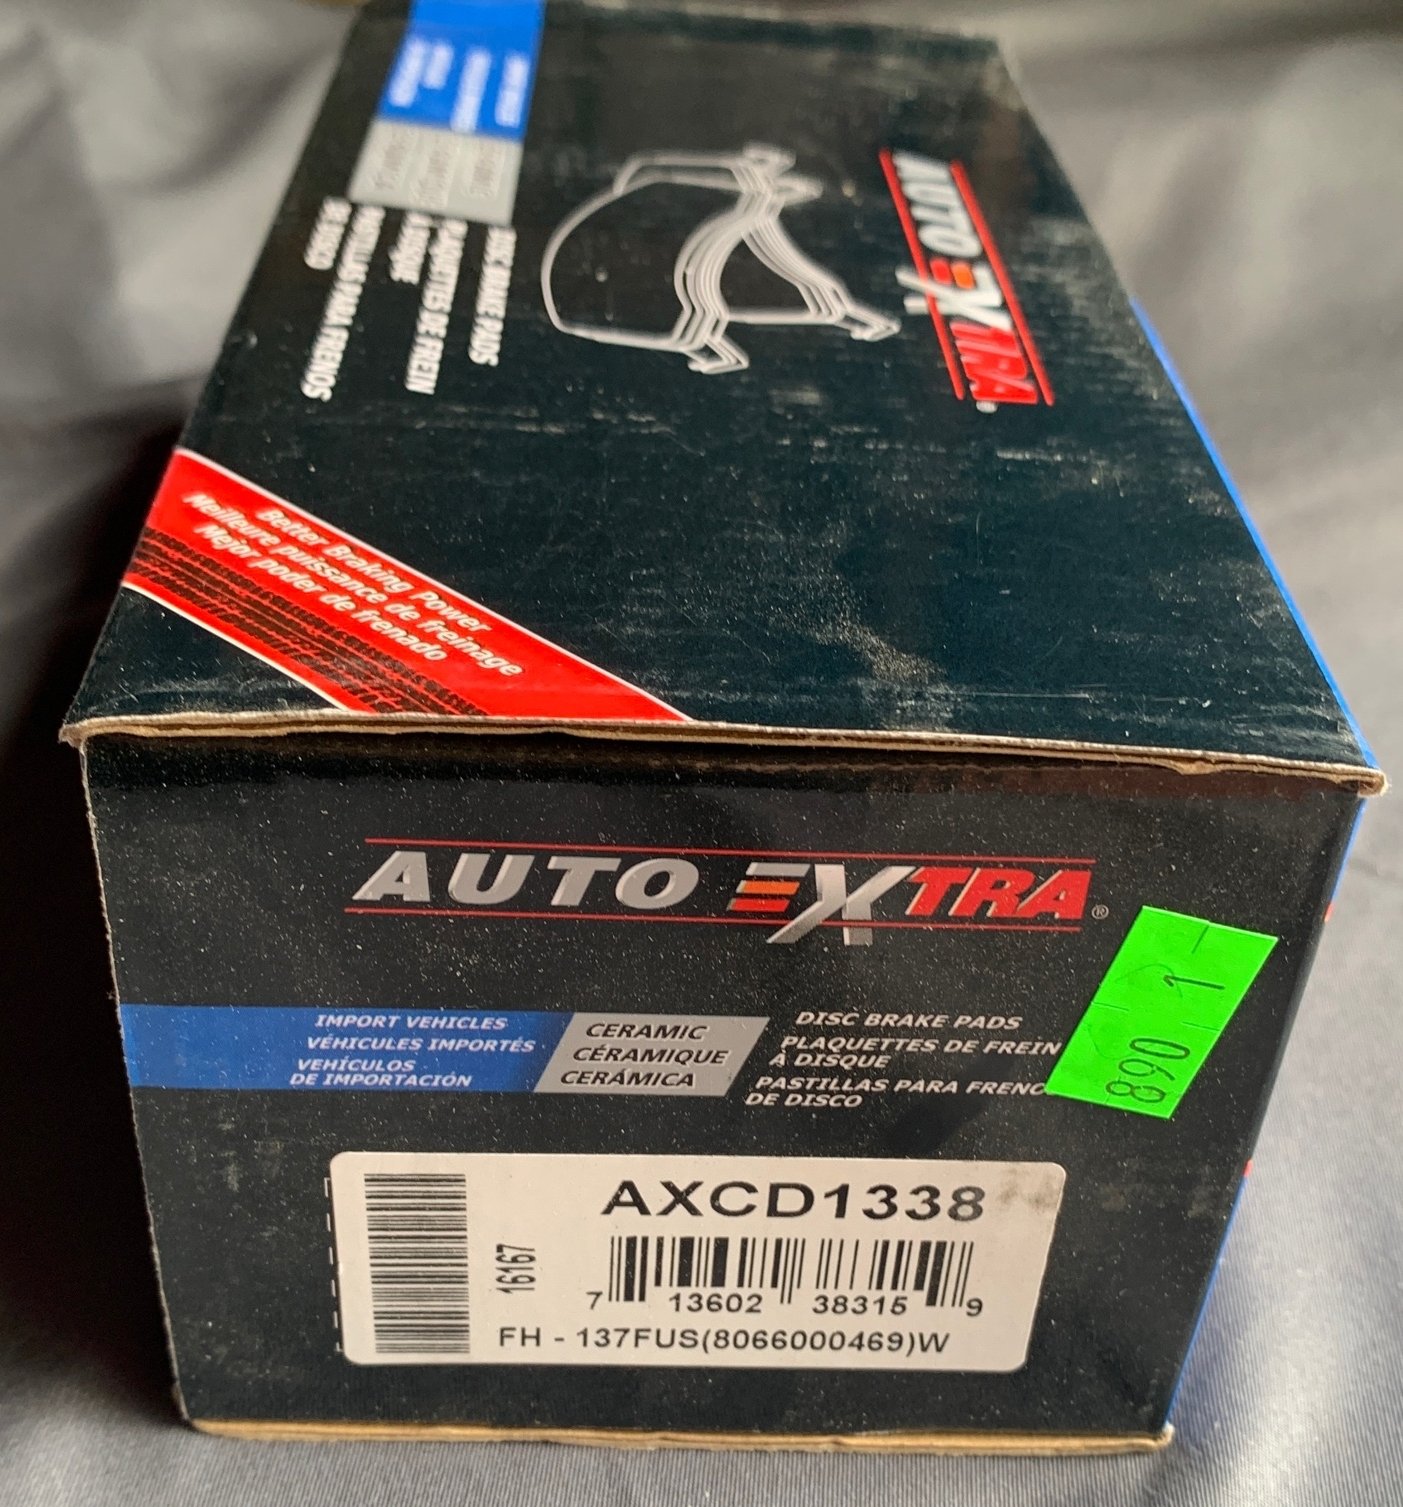 AUTO EXTRA®
DISC BRAKE PADS
PLAQUETTES DE FREIN
À DISQUE
PASTILLAS PARA FRENOS
DE DISCO
Better Braking Power
Meilleure puissance de freinage
Mejor poder de frenado
AUTO EXTRA®
IMPORT VEHICLES
VÉHICULES IMPORTÉS
VEHÍCULOS
DE IMPORTACIÓN
CERAMIC
CÉRAMIQUE
CERÁMICA
DISC BRAKE PADS
PLAQUETTES DE FREIN
À DISQUE
PASTILLAS PARA FRENO
DE DISCO
890 1
AXCD1338
16167
7 13602 38315 9
FH - 137FUS(8066000469)W